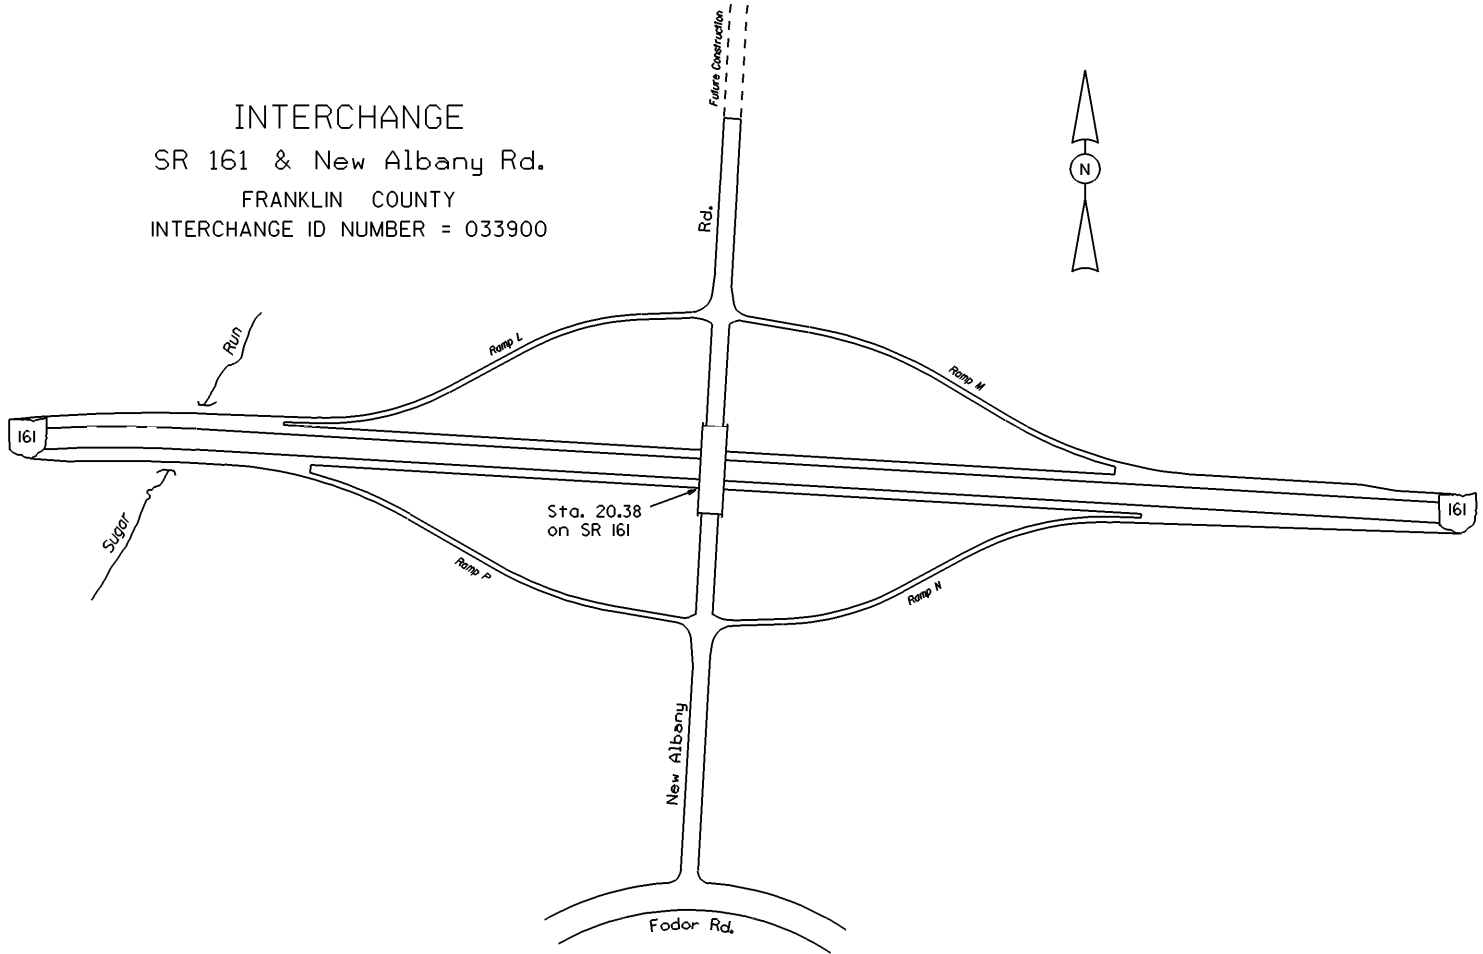 INTERCHANGE
SR 161 & New Albany Rd.
FRANKLIN COUNTY
INTERCHANGE ID NUMBER = 033900
Future Construction
Rd.
N
Run
Ramp L
Ramp M
161
161
Sta. 20.38
on SR 161
Sugar
Ramp P
Ramp N
New Albany
Fodor Rd.